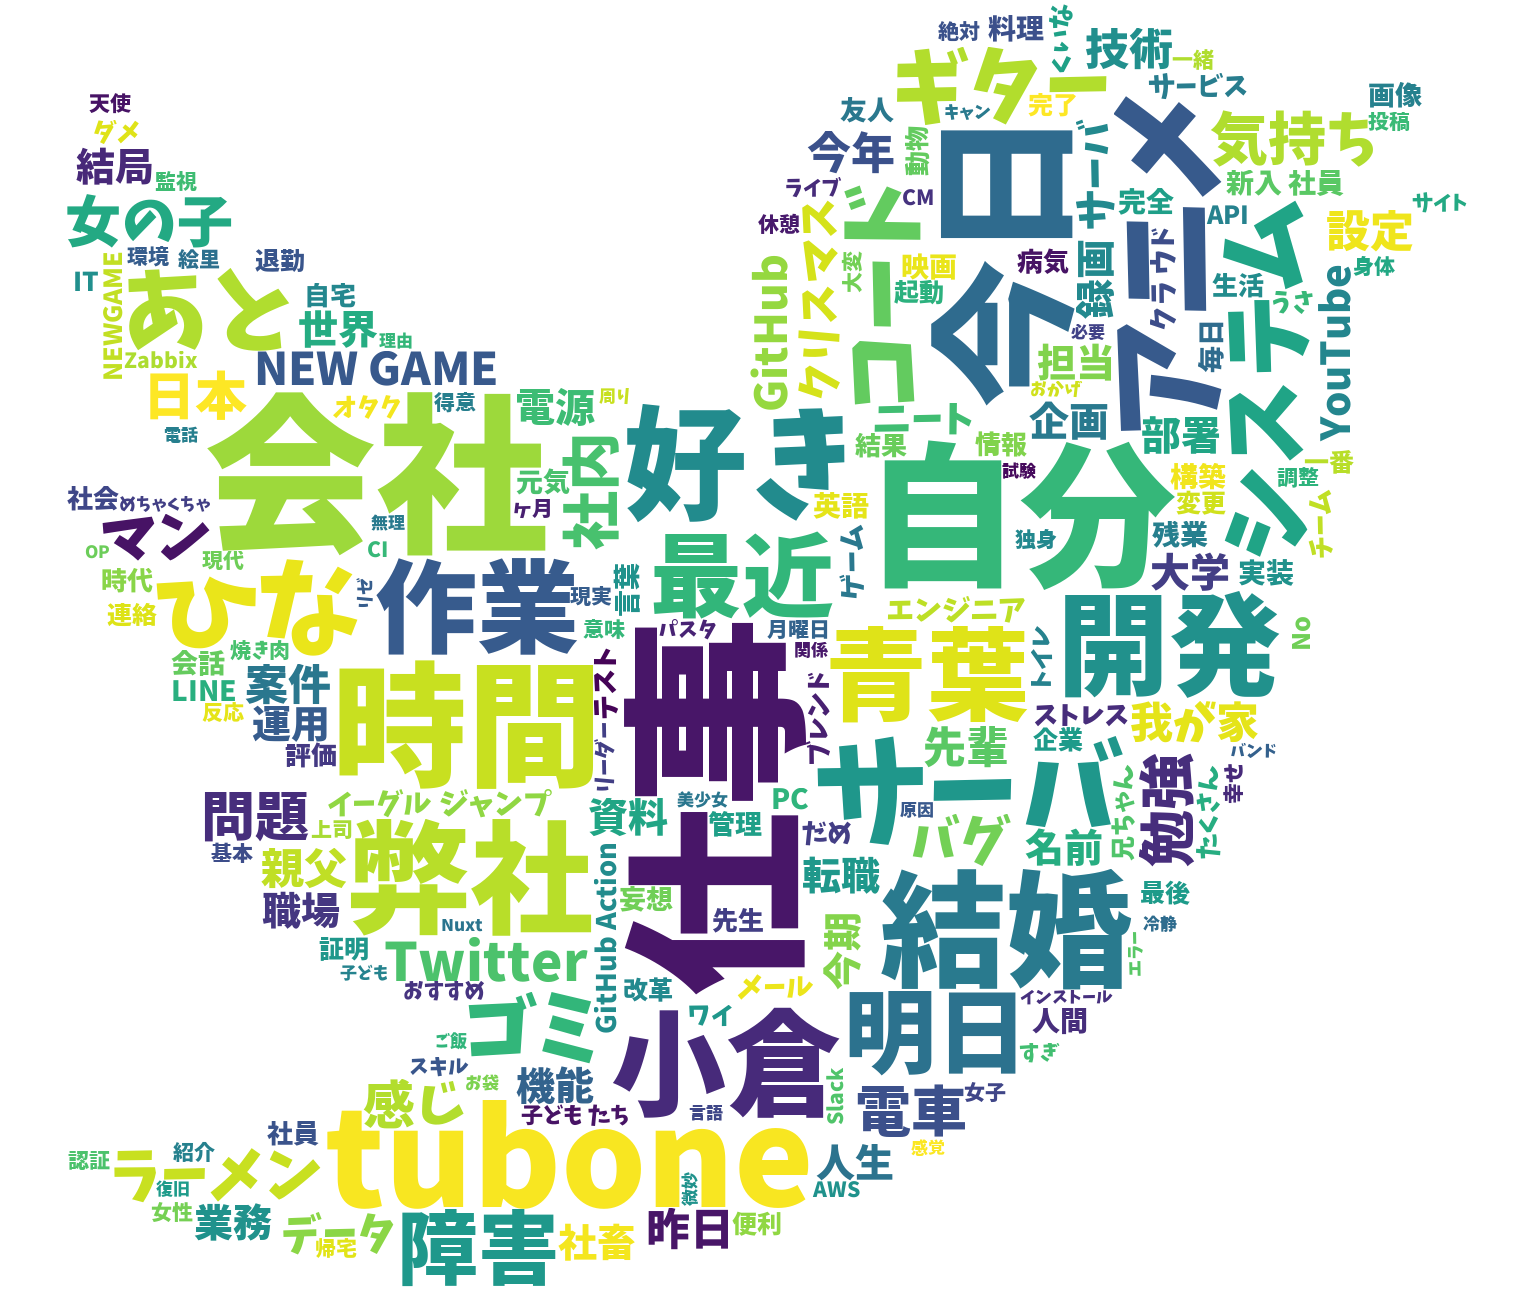 絶対
料理
技術
一緒
ギター
サービス
画像
投稿
天使
ダメ
結局
監視
友人
キャン
完了
今年
動物
今日
アニメ
気持ち
サーバ
ライブ
CM
コード
完全
新入 社員
API
サイト
女の子
休憩
クリスマス
設定
環境
絵里
退勤
IT
NEWGAME
あと
自宅
世界
理由
Zabbix
GitHub
大変
映画
起動
病気
録画
クラウド
生活
うさ
身体
システム
YouTube
NEW GAME
必要
担当
毎日
日本
オタク
得意
電源
周り
おかげ
企画
部署
電話
会社
社内
好き
ニート
結果
情報
試験
自分
一番
調整
構築
変更
チーム
社会
めちゃくちゃ
マン
元気
ヶ月
無理
CI
英語
独身
残業
OP
現代
時代
連絡
ひな
作業
現実
言葉
最近
ゲーム
大学
実装
焼き肉
会話
LINE
案件
意味
パスタ
月曜日
関係
エンジニア
青葉
トイレ
開発
No
反応
運用
評価
時間
テスト
リーダー
仕事
フレンド
ストレス
我が家
先輩
企業
バンド
問題
イーグル ジャンプ
上司
基本
資料
美少女
PC
管理
だめ
サーバ
原因
バグ
名前
兄ちゃん
勉強
たくさん
幸せ
親父
職場
弊社
GitHub Action
妄想
先生
転職
結婚
最後
冷静
エラー
Nuxt
証明
子ども
Twitter
おすすめ
改革
メール
今期
ゴミ
ワイ
明日
インストール
人間
すぎ
ご飯
スキル
お袋
機能
小倉
Slack
電車
女子
感じ
子ども たち
言語
社員
tubone
人生
感覚
認証
紹介
ラーメン
復旧
微妙
AWS
女性
業務
データ
帰宅
障害
社畜
昨日
便利